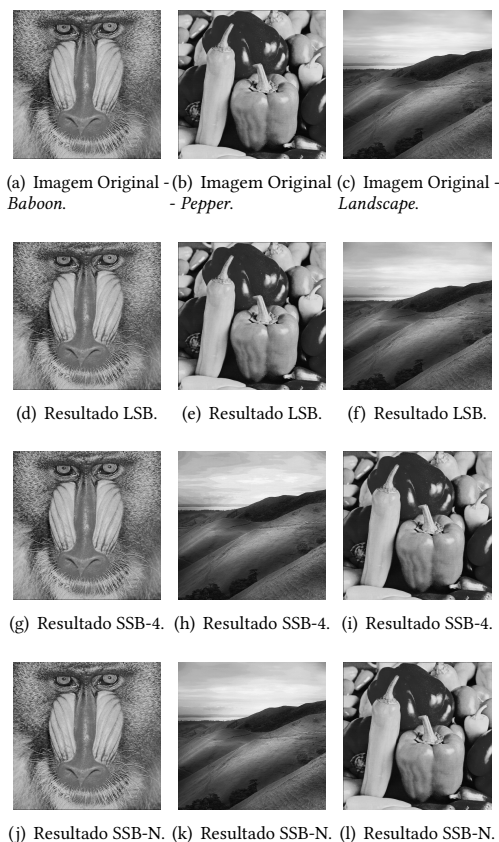 (a) Imagem Original - (b) Imagem Original (c) Imagem Original -
Baboon. - Pepper. Landscape.
(d) Resultado LSB. (e) Resultado LSB. (f) Resultado LSB.
(g) Resultado SSB-4. (h) Resultado SSB-4. (i) Resultado SSB-4.
(j) Resultado SSB-N. (k) Resultado SSB-N. (l) Resultado SSB-N.